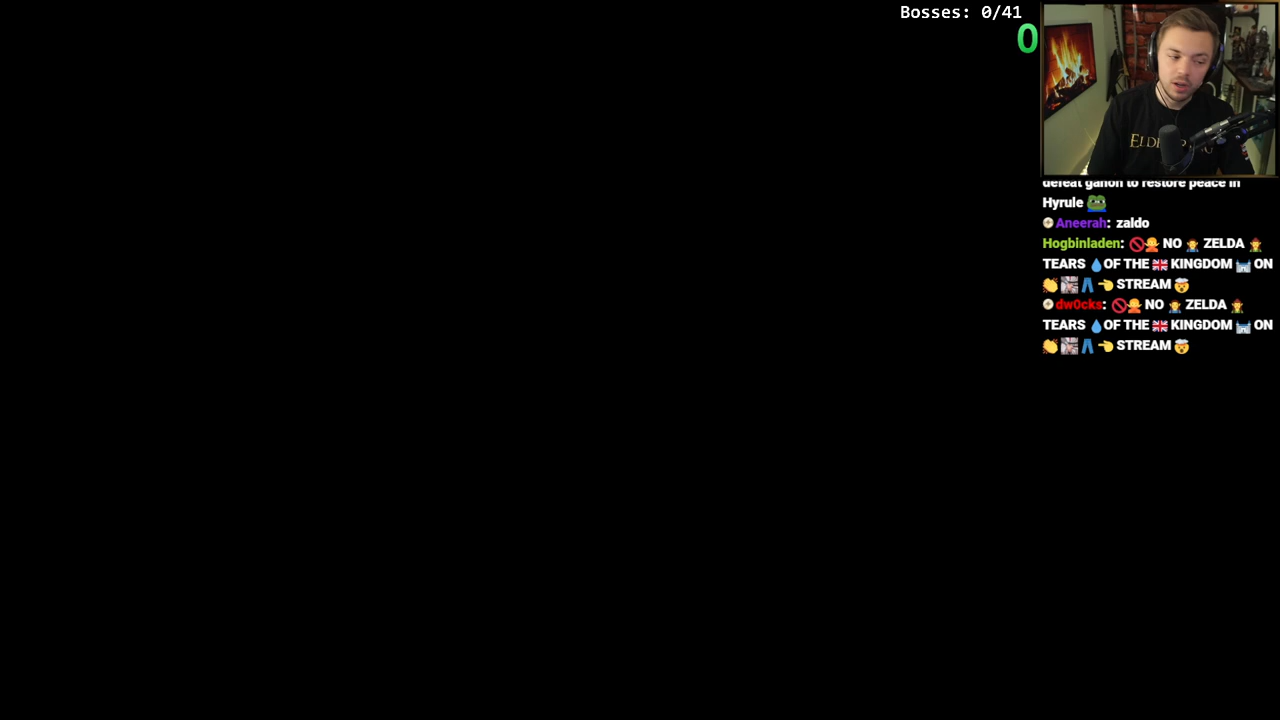 Bosses: 0/41
0
defeat ganon to restore peace in
Hyrule
Aneerah: zaldo
Hogbinladen: 🚫🙅 NO 🧝‍♂️ ZELDA 🧝‍♀️
TEARS 💧OF THE 🇬🇧 KINGDOM 🏰 ON
👏 👖 👈 STREAM 🤯
dw0cks: 🚫🙅 NO 🧝‍♂️ ZELDA 🧝‍♀️
TEARS 💧OF THE 🇬🇧 KINGDOM 🏰 ON
👏 👖 👈 STREAM 🤯